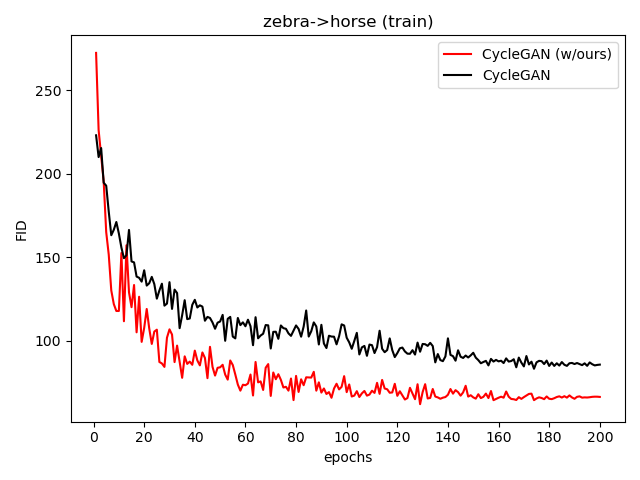 zebra->horse (train)
CycleGAN (w/ours)
CycleGAN
FID
250
200
150
100
0 20 40 60 80 100 120 140 160 180 200
epochs